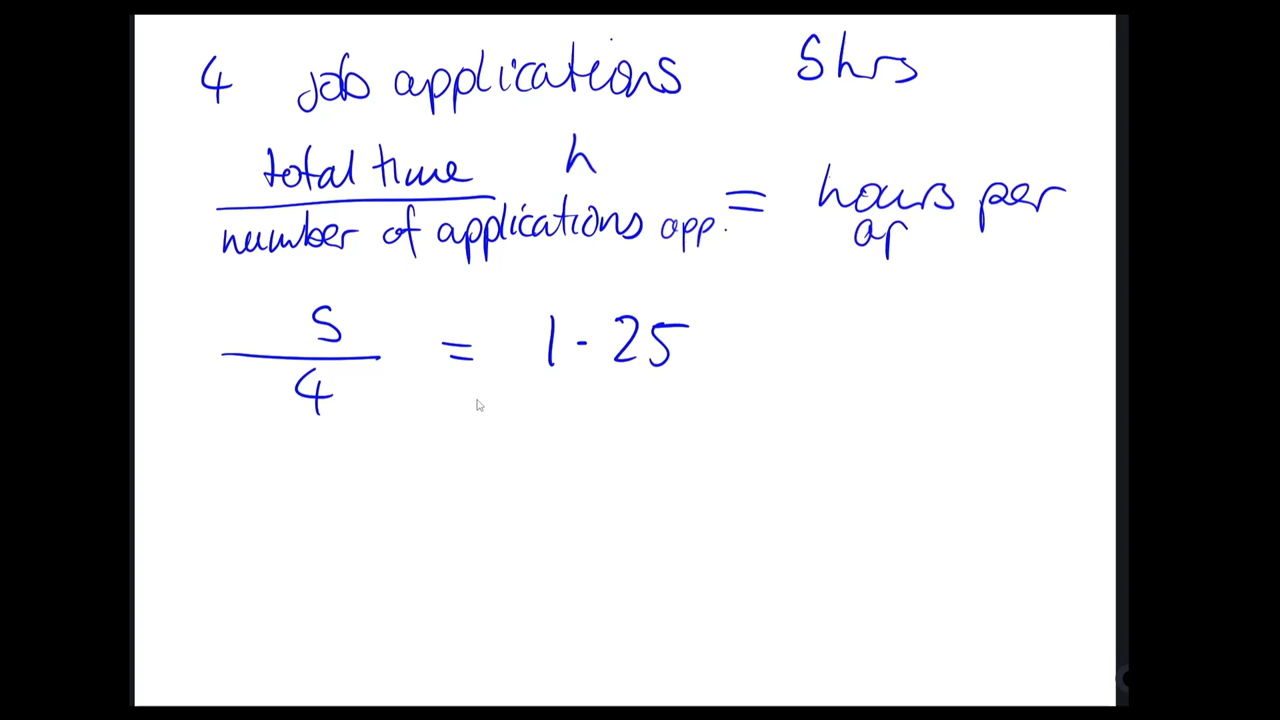 4 Job applications 5hrs
total time h
number of applications app. = hours per
ap
5
4 = 1.25